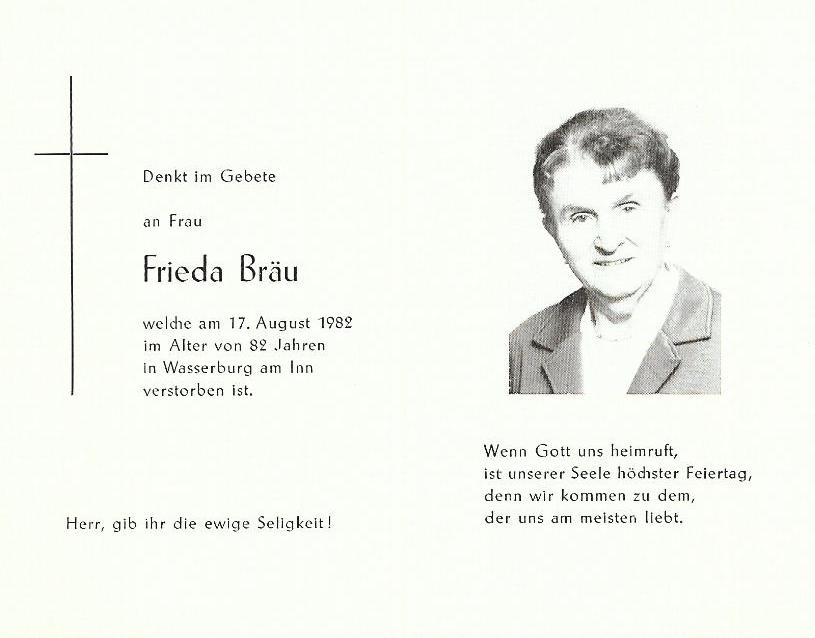 Denkt im Gebete
an Frau
Frieda Bräu
welche am 17. August 1982
im Alter von 82 Jahren
in Wasserburg am Inn
verstorben ist.
Herr, gib ihr die ewige Seligkeit!
Wenn Gott uns heimruft,
ist unserer Seele höchster Feiertag,
denn wir kommen zu dem,
der uns am meisten liebt.